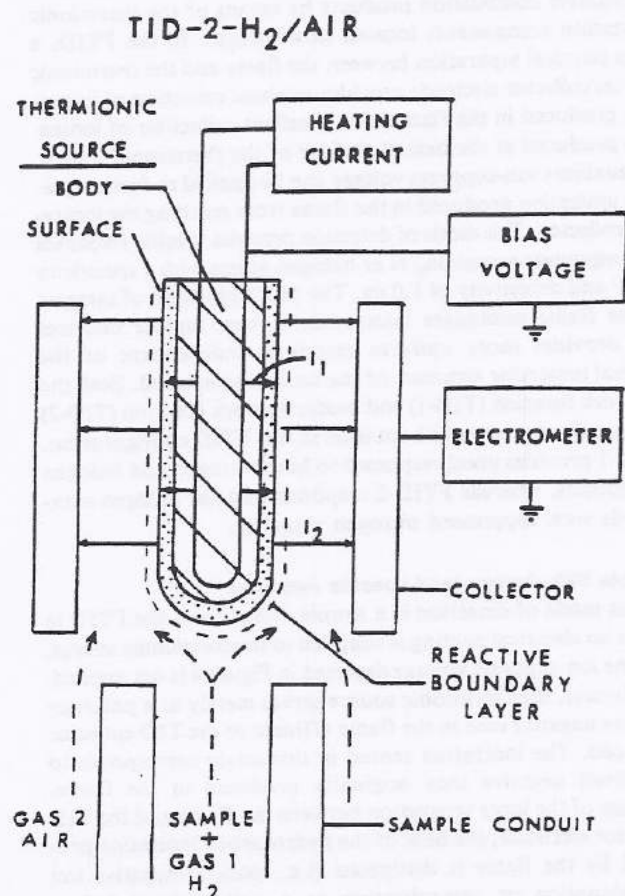 TID-2-H2/AIR
THERMIONIC
SOURCE
BODY
SURFACE
HEATING
CURRENT
BIAS
VOLTAGE
I1
ELECTROMETER
I2
COLLECTOR
REACTIVE
BOUNDARY
LAYER
GAS 2
AIR
SAMPLE
+
GAS 1
H2
SAMPLE CONDUIT